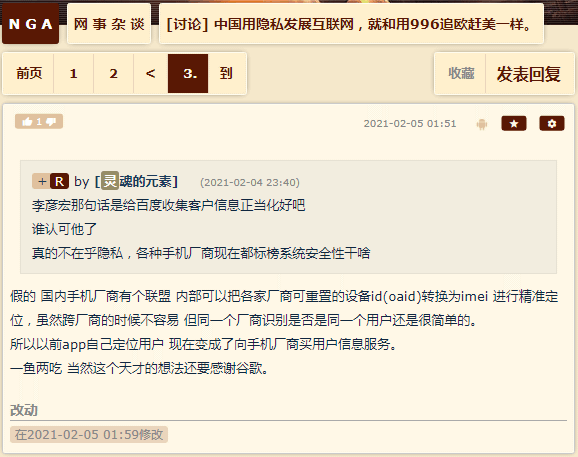 NGA 网事杂谈 [讨论] 中国用隐私发展互联网，就和用996追欧赶美一样。
前页 1 2 < 3. 到 收藏 发表回复
1 2021-02-05 01:51
+ R by [灵魂的元素] (2021-02-04 23:40)
李彦宏那句话是给百度收集客户信息正当化好吧
谁认可他了
真的不在乎隐私，各种手机厂商现在都标榜系统安全性干啥
假的 国内手机厂商有个联盟 内部可以把各家厂商可重置的设备id(oaid)转换为imei 进行精准定
位，虽然跨厂商的时候不容易 但同一个厂商识别是否是同一个用户还是很简单的。
所以以前app自己定位用户 现在变成了向手机厂商买用户信息服务。
一鱼两吃 当然这个天才的想法还要感谢谷歌。
改动
在2021-02-05 01:59修改